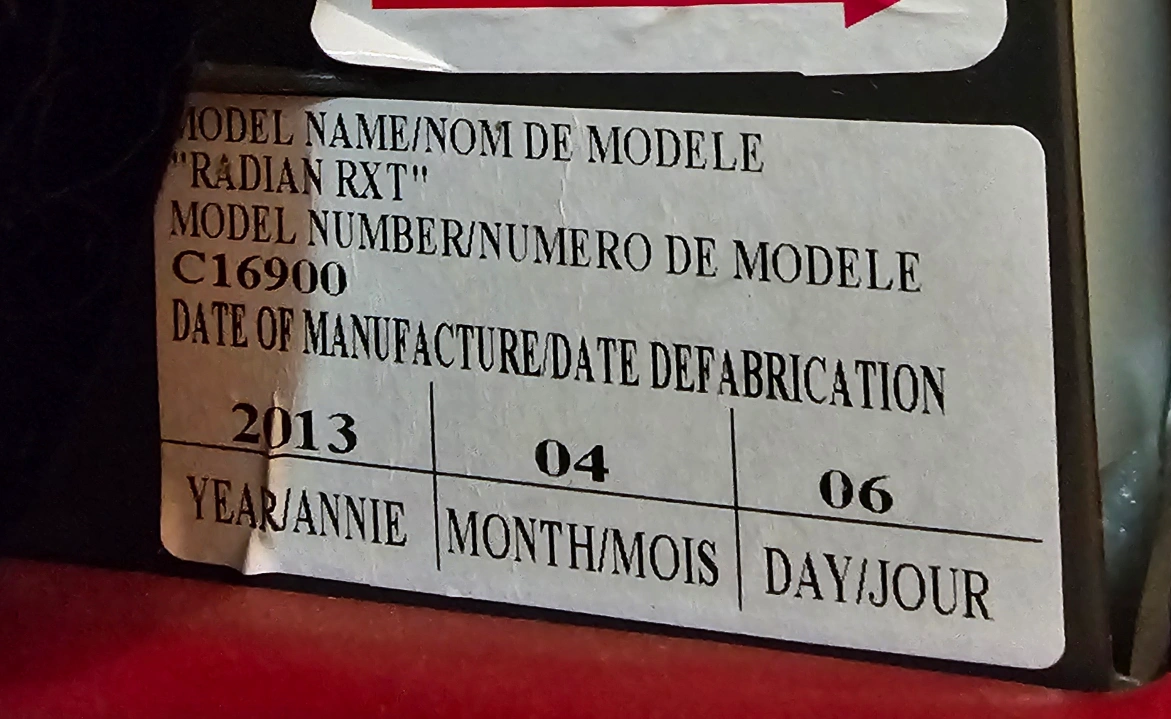 MODEL NAME/NOM DE MODELE
"RADIAN RXT"
MODEL NUMBER/NUMERO DE MODELE
C16900
DATE OF MANUFACTURE/DATE DEFABRICATION
2013 04 06
YEAR/ANNIE MONTH/MOIS DAY/JOUR